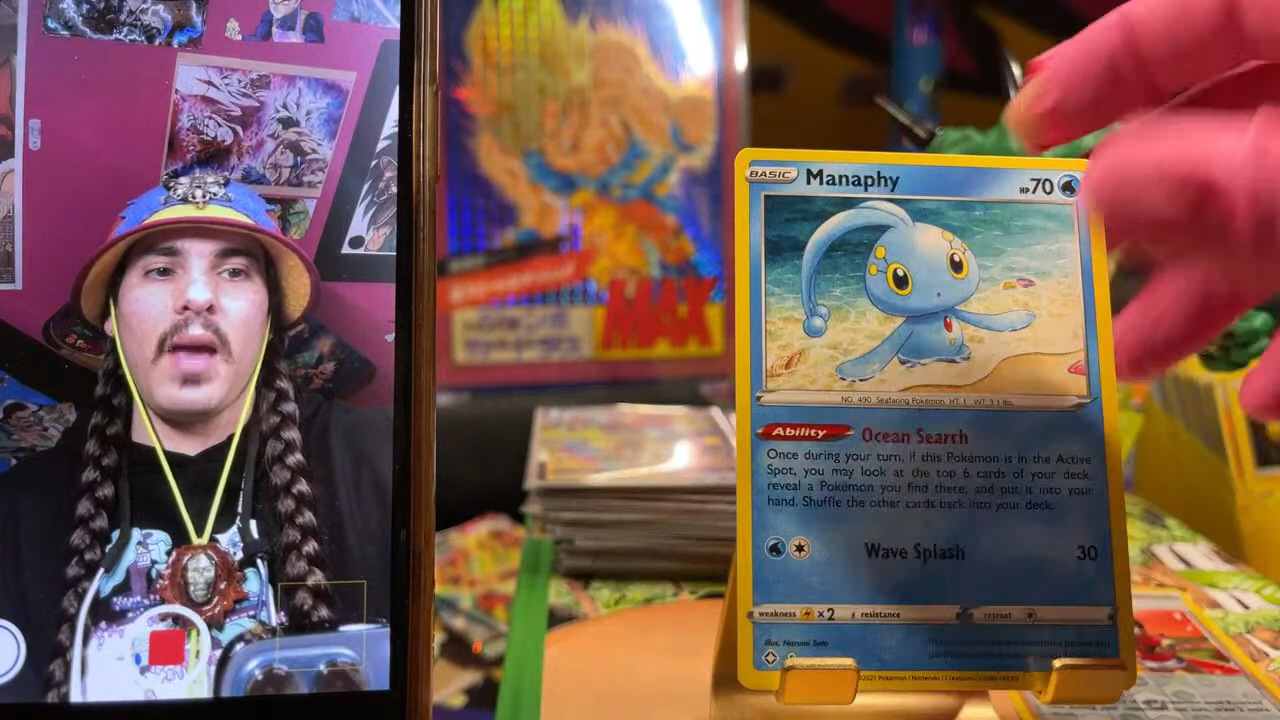 MAX
BASIC Manaphy HP70
NO. 490 Seafaring Pokémon HT. 1 WT. 3.1 lbs.
Ability Ocean Search
Once during your turn, if this Pokémon is in the Active
Spot, you may look at the top 6 cards of your deck,
reveal a Pokémon you find there, and put it into your
hand. Shuffle the other cards back into your deck.
Wave Splash 30
weakness ×2 resistance retreat
Illus. Narumi Sato
©2021 Pokémon / Nintendo / Creatures